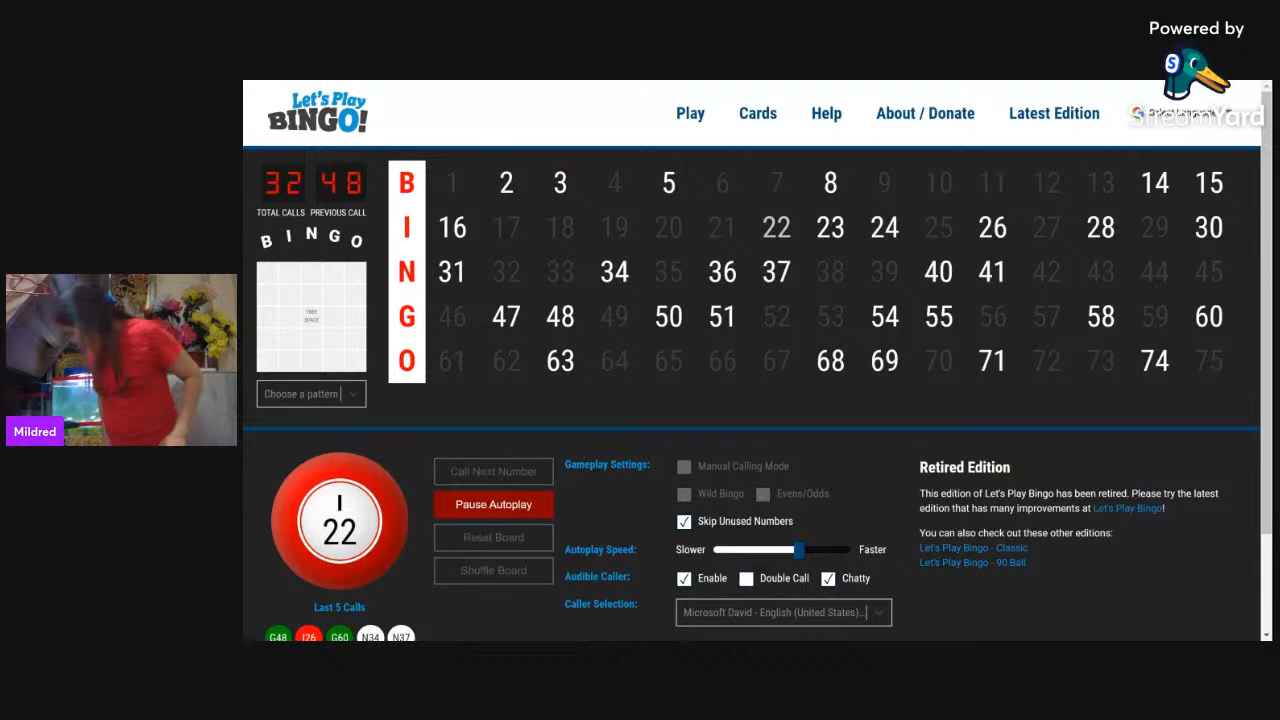 Powered by
StreamYard
Let's Play
BINGO!
Play Cards Help About / Donate Latest Edition Select Language
32 48
TOTAL CALLS PREVIOUS CALL
B I N G O
FREE
SPACE
Choose a pattern
B 1 2 3 4 5 6 7 8 9 10 11 12 13 14 15
I 16 17 18 19 20 21 22 23 24 25 26 27 28 29 30
N 31 32 33 34 35 36 37 38 39 40 41 42 43 44 45
G 46 47 48 49 50 51 52 53 54 55 56 57 58 59 60
O 61 62 63 64 65 66 67 68 69 70 71 72 73 74 75
Mildred
I
22
Last 5 Calls
G48 I26 G60 N34 N37
Call Next Number
Pause Autoplay
Reset Board
Shuffle Board
Gameplay Settings:
Manual Calling Mode
Wild Bingo Evens/Odds
Skip Unused Numbers
Autoplay Speed: Slower Faster
Audible Caller: Enable Double Call Chatty
Caller Selection: Microsoft David - English (United States)...
Retired Edition
This edition of Let's Play Bingo has been retired. Please try the latest
edition that has many improvements at Let's Play Bingo!
You can also check out these other editions:
Let's Play Bingo - Classic
Let's Play Bingo - 90 Ball